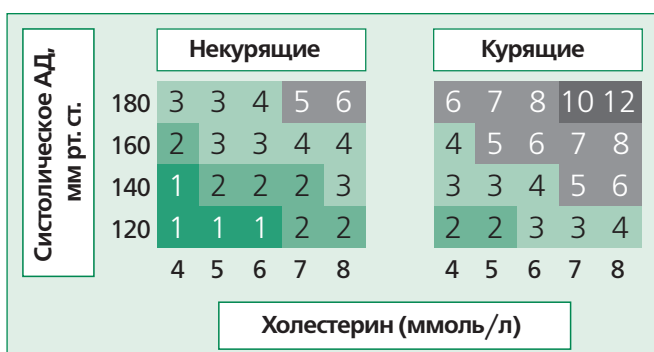 Систолическое АД,
мм рт. ст.
Некурящие Курящие
180 3 3 4 5 6 6 7 8 10 12
160 2 3 3 4 4 4 5 6 7 8
140 1 2 2 2 3 3 3 4 5 6
120 1 1 1 2 2 2 2 3 3 4
4 5 6 7 8 4 5 6 7 8
Холестерин (ммоль/л)